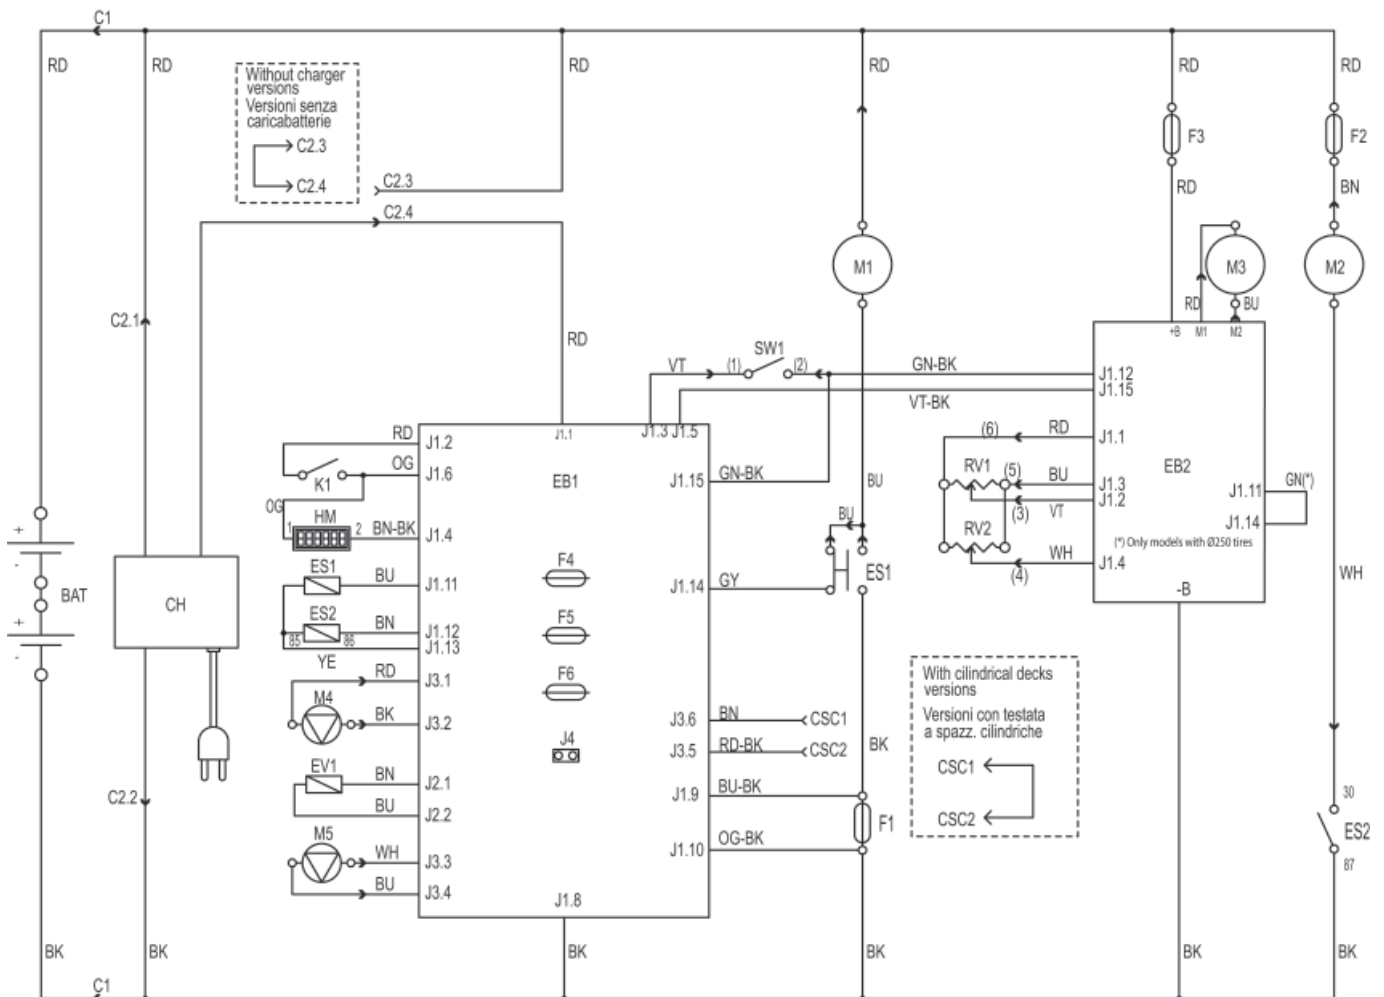 C1
RD
RD
RD
RD
RD
RD
Without charger
versions
Versioni senza
caricabatterie
C2.3
C2.4
C2.3
C2.4
F3
F2
RD
BN
M1
M3
M2
RD
BU
C2.1
RD
+B
M1
M2
SW1
VT
(1)
(2)
GN-BK
J1.12
J1.15
VT-BK
RD
J1.2
J1.1
J1.3
J1.5
(6)
RD
J1.1
OG
J1.6
K1
EB1
J1.15
GN-BK
BU
RV1
(5)
BU
J1.3
EB2
J1.11
GN(*)
J1.2
(3)
VT
OG
HM
1
2
BN-BK
J1.4
BU
RV2
J1.14
(*) Only models with Ø250 tires
WH
J1.4
(4)
ES1
BU
J1.11
F4
J1.14
GY
ES1
-B
WH
BAT
+
-
+
-
CH
ES2
BN
J1.12
85
86
J1.13
YE
F5
RD
J3.1
F6
M4
BK
J3.2
J4
J3.6
BN
CSC1
J3.5
RD-BK
CSC2
BK
With cilindrical decks
versions
Versioni con testata
a spazz. cilindriche
CSC1
CSC2
EV1
BN
J2.1
BU
J2.2
J1.9
BU-BK
F1
C2.2
30
ES2
87
M5
WH
J3.3
BU
J3.4
J1.10
OG-BK
J1.8
BK
BK
BK
BK
BK
BK
C1